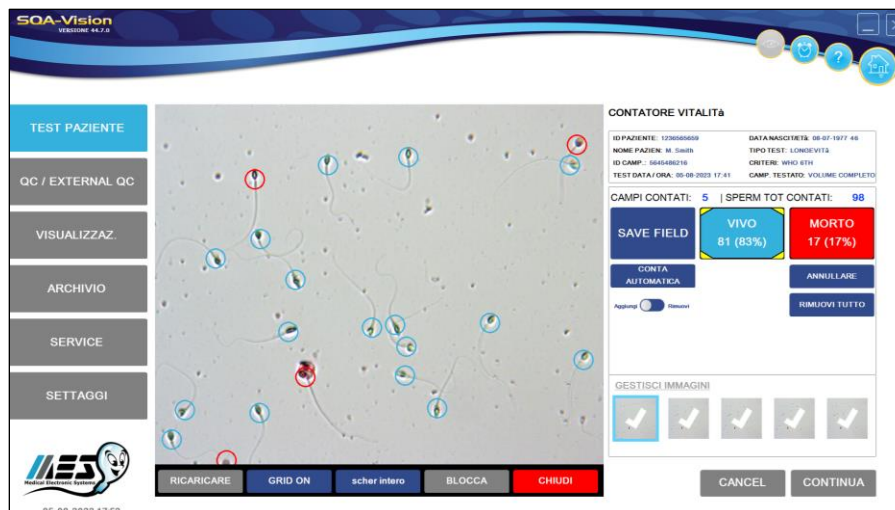 SQA-Vision
VERSIONE 44.7.0
?
TEST PAZIENTE
QC / EXTERNAL QC
VISUALIZZAZ.
ARCHIVIO
SERVICE
SETTAGGI
MES
Medical Electronic Systems
CONTATORE VITALITà
ID PAZIENTE: 1236565659
DATA NASCIT/ETà: 08-07-1977 46
NOME PAZIEN: M. Smith
TIPO TEST: LONGEVITà
ID CAMP.: 5645486216
CRITERI: WHO 6TH
TEST DATA / ORA: 05-08-2023 17:41
CAMP. TESTATO: VOLUME COMPLETO
CAMPI CONTATI: 5 | SPERM TOT CONTATI: 98
SAVE FIELD
VIVO
81 (83%)
MORTO
17 (17%)
CONTA
AUTOMATICA
ANNULLARE
Aggiungi
Rimuovi
RIMUOVI TUTTO
GESTISCI IMMAGINI
RICARICARE
GRID ON
scher intero
BLOCCA
CHIUDI
CANCEL
CONTINUA